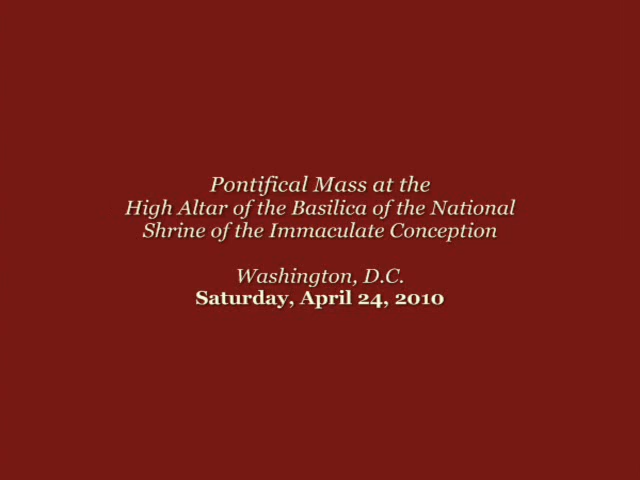 Pontifical Mass at the
High Altar of the Basilica of the National
Shrine of the Immaculate Conception
Washington, D.C.
Saturday, April 24, 2010